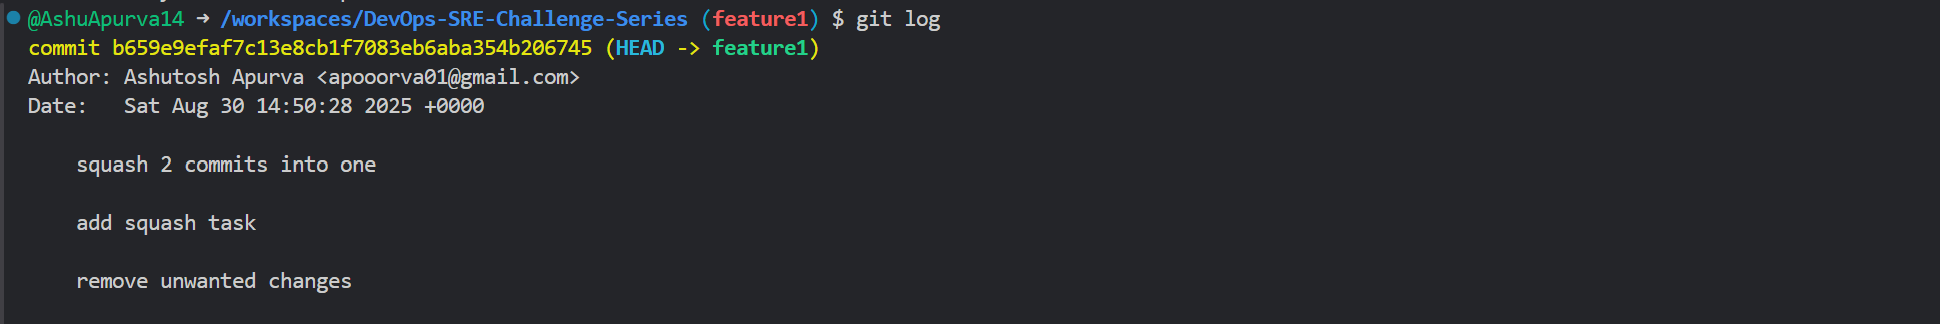 @AshuApurva14 → /workspaces/DevOps-SRE-Challenge-Series (feature1) $ git log
commit b659e9efaf7c13e8cb1f7083eb6aba354b206745 (HEAD -> feature1)
Author: Ashutosh Apurva <apooorva01@gmail.com>
Date:   Sat Aug 30 14:50:28 2025 +0000
squash 2 commits into one
add squash task
remove unwanted changes